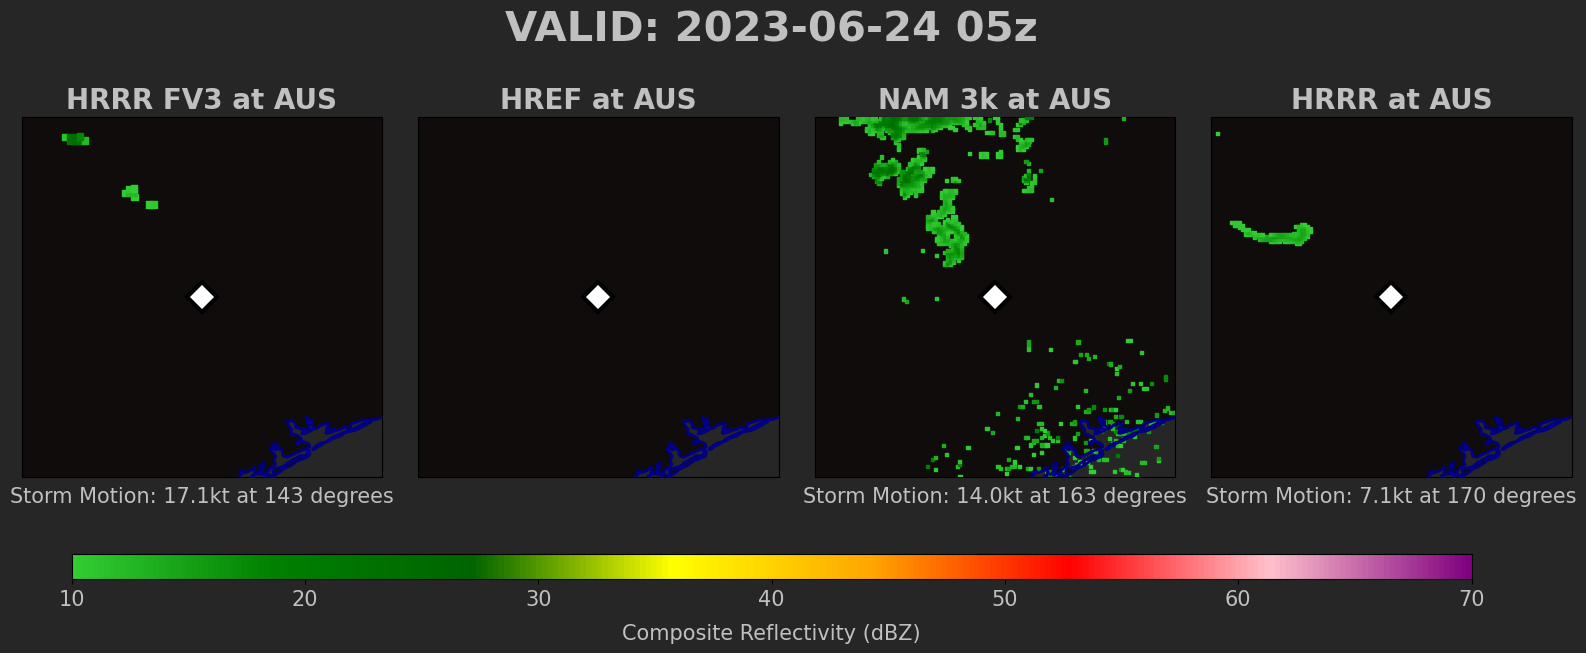 VALID: 2023-06-24 05z
HRRR FV3 at AUS
HREF at AUS
NAM 3k at AUS
HRRR at AUS
Storm Motion: 17.1kt at 143 degrees
Storm Motion: 14.0kt at 163 degrees
Storm Motion: 7.1kt at 170 degrees
10 20 30 40 50 60 70
Composite Reflectivity (dBZ)